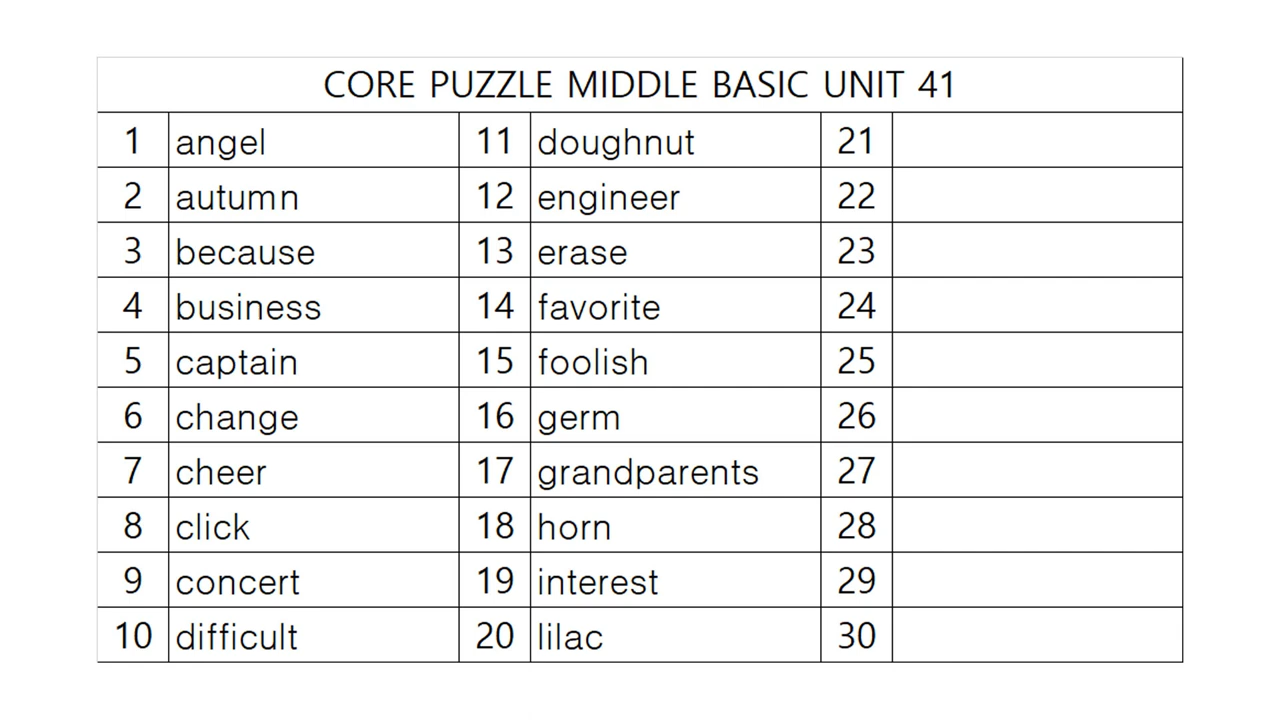 CORE PUZZLE MIDDLE BASIC UNIT 41
1 angel 11 doughnut 21
2 autumn 12 engineer 22
3 because 13 erase 23
4 business 14 favorite 24
5 captain 15 foolish 25
6 change 16 germ 26
7 cheer 17 grandparents 27
8 click 18 horn 28
9 concert 19 interest 29
10 difficult 20 lilac 30